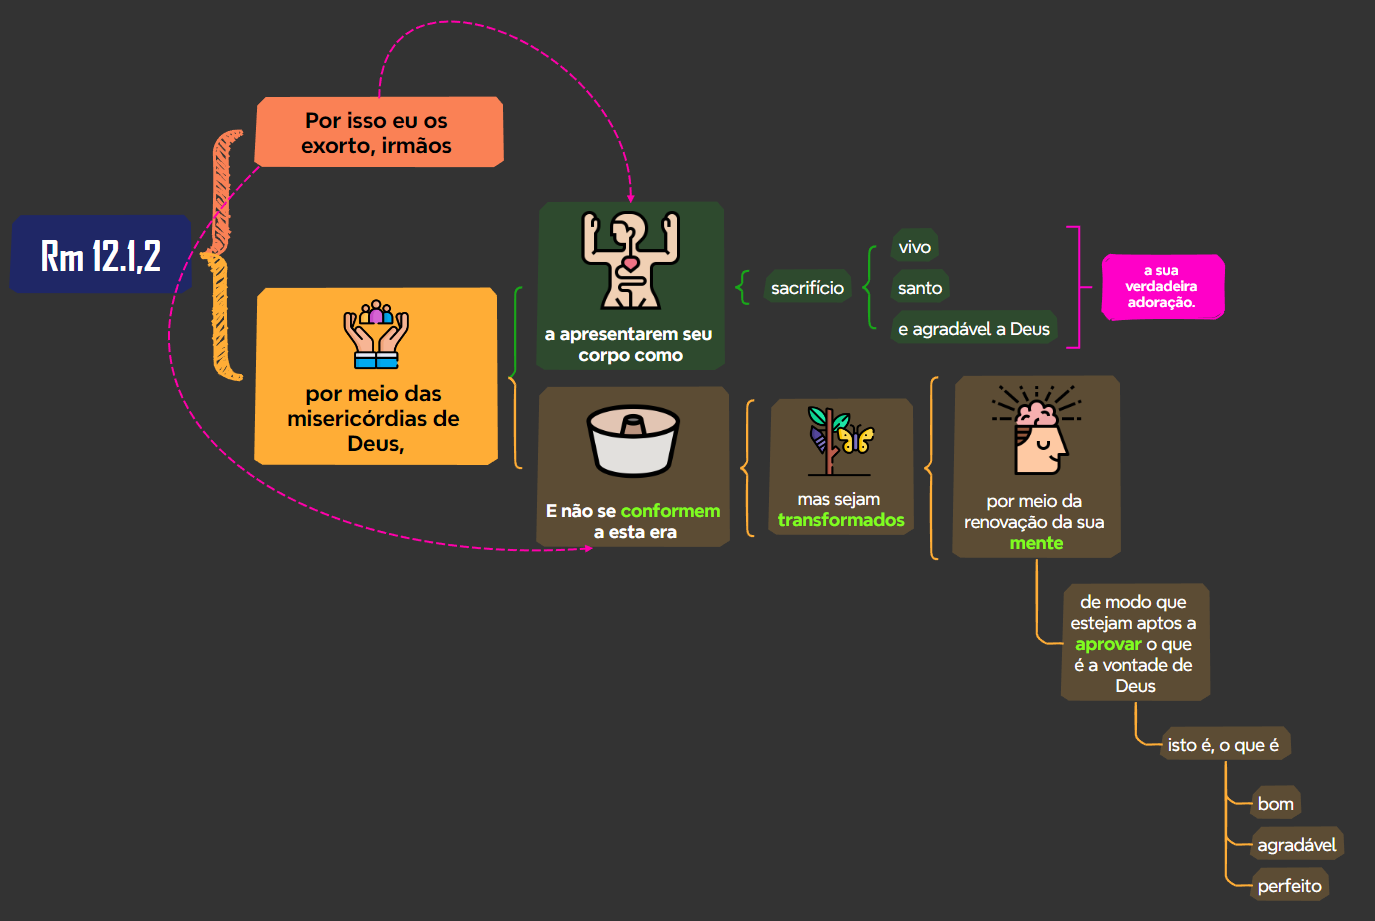 Rm 12.1,2
Por isso eu os
exorto, irmãos
por meio das
misericórdias de
Deus,
a apresentarem seu
corpo como
sacrifício
vivo
santo
e agradável a Deus
a sua
verdadeira
adoração.
E não se conformem
a esta era
mas sejam
transformados
por meio da
renovação da sua
mente
de modo que
estejam aptos a
aprovar o que
é a vontade de
Deus
isto é, o que é
bom
agradável
perfeito